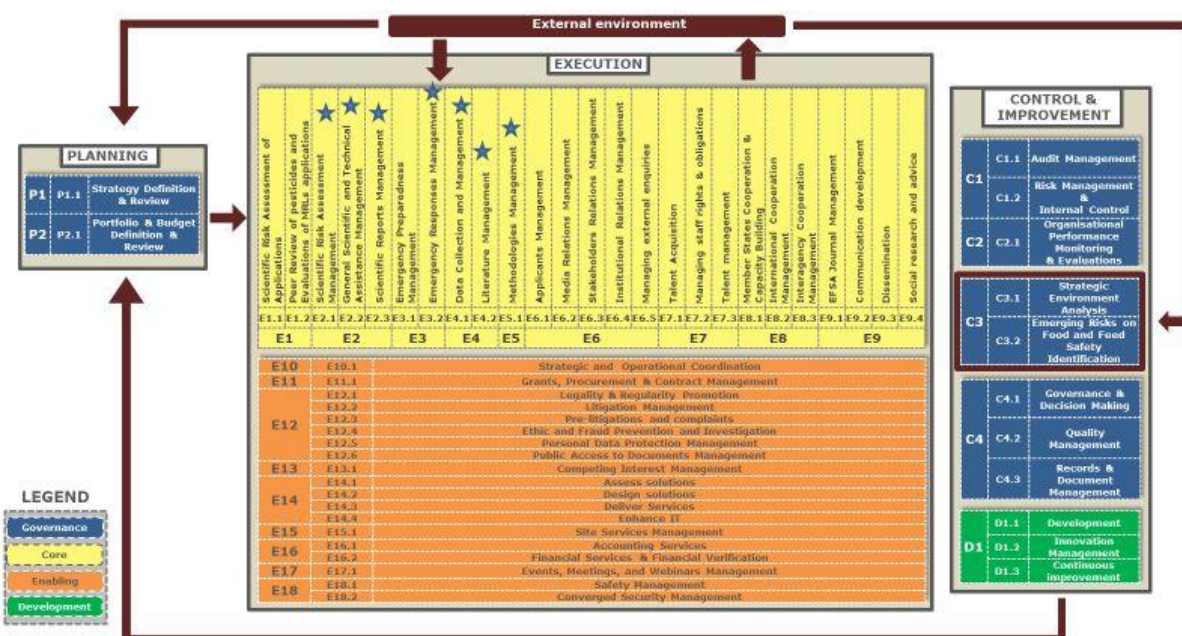 External environment
EXECUTION
PLANNING
P1 P1.1 Strategy Definition
& Review
P2 P2.1 Portfolio & Budget
Definition &
Review
Scientific Risk Assessment of
Applications
Peer Review of pesticides and
Evaluations of MRLs applications
Scientific Risk Assessment
Management
General Scientific and Technical
Assistance Management
Scientific Reports Management
Emergency Preparedness
Management
Emergency Responses Management
Data Collection and Management
Literature Management
Methodologies Management
Applicants Management
Media Relations Management
Stakeholders Relations Management
Institutional Relations Management
Managing external enquiries
Talent Acquisition
Managing staff rights & obligations
Talent management
Member States Cooperation &
Capacity Building
International Cooperation
Management
Interagency Cooperation
Management
EFSA Journal Management
Communication development
Dissemination
Social research and advice
E1.1 E1.2 E2.1 E2.2 E2.3 E3.1 E3.2 E4.1 E4.2 E5.1 E6.1 E6.2 E6.3 E6.4 E6.5 E7.1 E7.2 E7.3 E8.1 E8.2 E8.3 E9.1 E9.2 E9.3 E9.4
E1 E2 E3 E4 E5 E6 E7 E8 E9
E10 E10.1 Strategic and Operational Coordination
E11 E11.1 Grants, Procurement & Contract Management
E12 E12.1 Legality & Regularity Promotion
E12.2 Litigation Management
E12.3 Pre-litigations and complaints
E12.4 Ethic and Fraud Prevention and Investigation
E12.5 Personal Data Protection Management
E12.6 Public Access to Documents Management
E13 E13.1 Competing Interest Management
E14 E14.1 Assess solutions
E14.2 Design solutions
E14.3 Deliver Services
E14.4 Enhance IT
E15 E15.1 Site Services Management
E16 E16.1 Accounting Services
E16.2 Financial Services & Financial Verification
E17 E17.1 Events, Meetings, and Webinars Management
E18 E18.1 Safety Management
E18.2 Converged Security Management
CONTROL &
IMPROVEMENT
C1 C1.1 Audit Management
C1.2 Risk Management
&
Internal Control
C2 C2.1 Organisational
Performance
Monitoring
& Evaluations
C3 C3.1 Strategic
Environment
Analysis
C3.2 Emerging Risks on
Food and Feed
Safety
Identification
C4 C4.1 Governance &
Decision Making
C4.2 Quality
Management
C4.3 Records &
Document
Management
D1 D1.1 Development
D1.2 Innovation
Management
D1.3 Continuous
improvement
LEGEND
Governance
Core
Enabling
Development